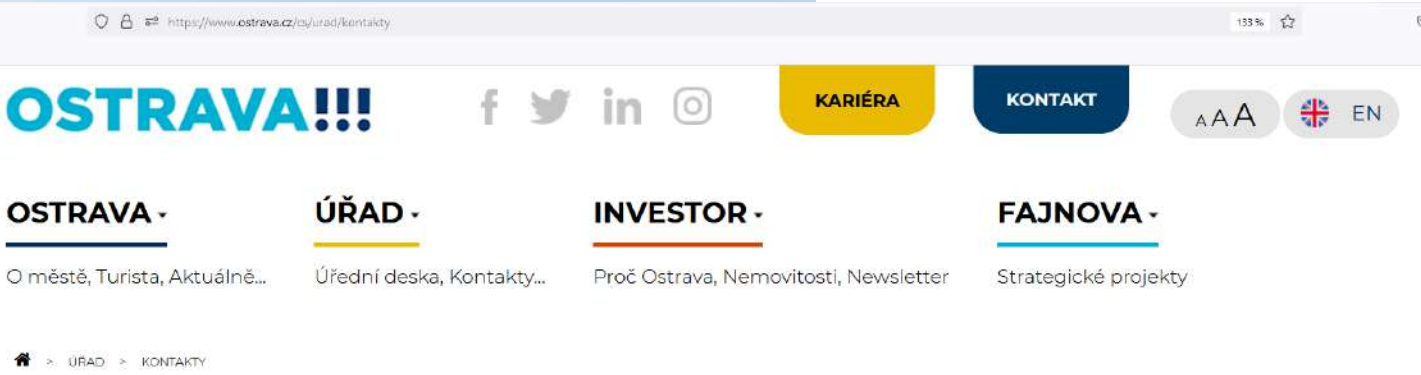 https://www.ostrava.cz/cs/urad/kontakty 133 %
OSTRAVA!!! f in KARIÉRA KONTAKT A A A EN
OSTRAVA ÚŘAD INVESTOR FAJNOVA
O městě, Turista, Aktuálně... Úřední deska, Kontakty... Proč Ostrava, Nemovitosti, Newsletter Strategické projekty
> ÚŘAD > KONTAKTY